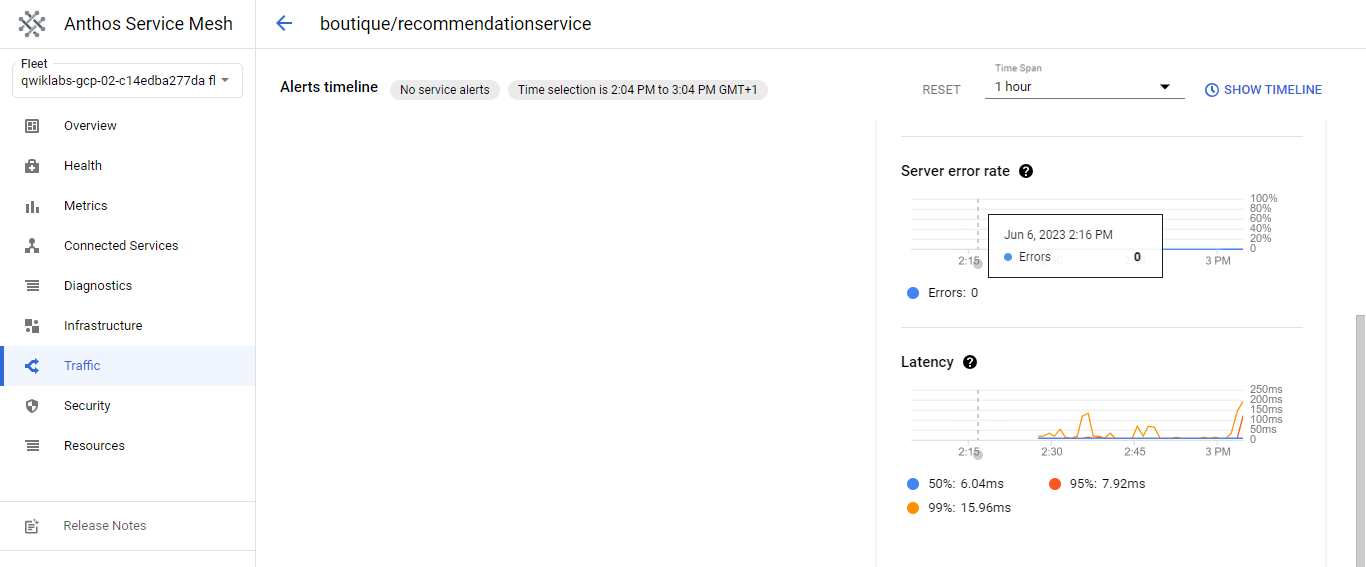 Anthos Service Mesh
boutique/recommendationservice
Fleet
qwiklabs-gcp-02-c14edba277da fl
Overview
Health
Metrics
Connected Services
Diagnostics
Infrastructure
Traffic
Security
Resources
Release Notes
Alerts timeline
No service alerts
Time selection is 2:04 PM to 3:04 PM GMT+1
RESET
Time Span
1 hour
SHOW TIMELINE
Server error rate
100%
80%
60%
40%
20%
0
Jun 6, 2023 2:16 PM
Errors 0
2:15 3 PM
Errors: 0
Latency
250ms
200ms
150ms
100ms
50ms
0
2:15 2:30 2:45 3 PM
50%: 6.04ms 95%: 7.92ms
99%: 15.96ms